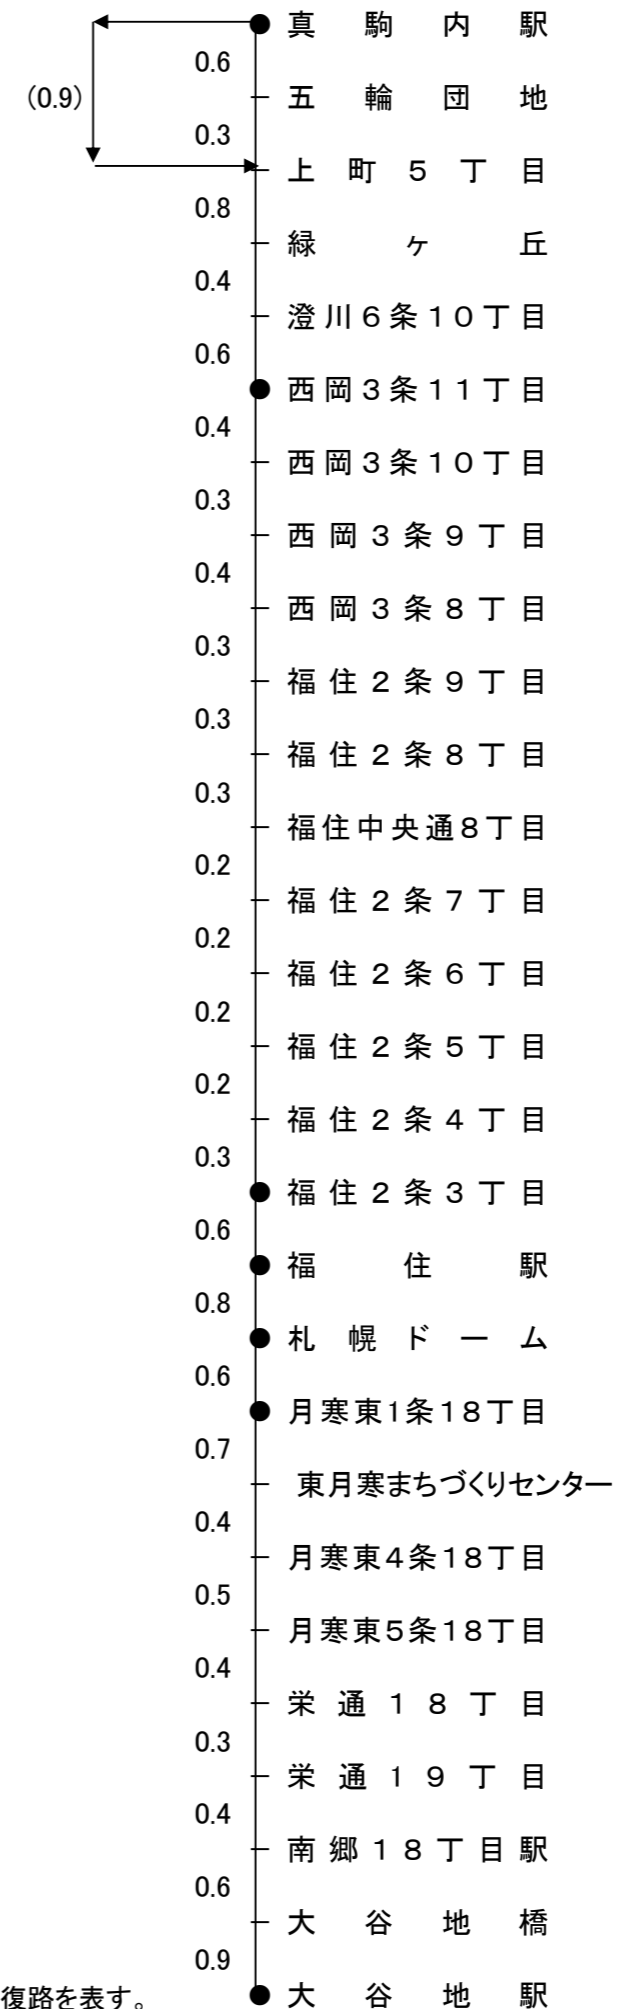 真駒内駅
0.6
(0.9)
五輪団地
0.3
上町5丁目
0.8
緑ヶ丘
0.4
澄川6条10丁目
0.6
西岡3条11丁目
0.4
西岡3条10丁目
0.3
西岡3条9丁目
0.4
西岡3条8丁目
0.3
福住2条9丁目
0.3
福住2条8丁目
0.3
福住中央通8丁目
0.2
福住2条7丁目
0.2
福住2条6丁目
0.2
福住2条5丁目
0.2
福住2条4丁目
0.3
福住2条3丁目
0.6
福住駅
0.8
札幌ドーム
0.6
月寒東1条18丁目
0.7
東月寒まちづくりセンター
0.4
月寒東4条18丁目
0.5
月寒東5条18丁目
0.4
栄通18丁目
0.3
栄通19丁目
0.4
南郷18丁目駅
0.6
大谷地橋
0.9
大谷地駅
復路を表す。